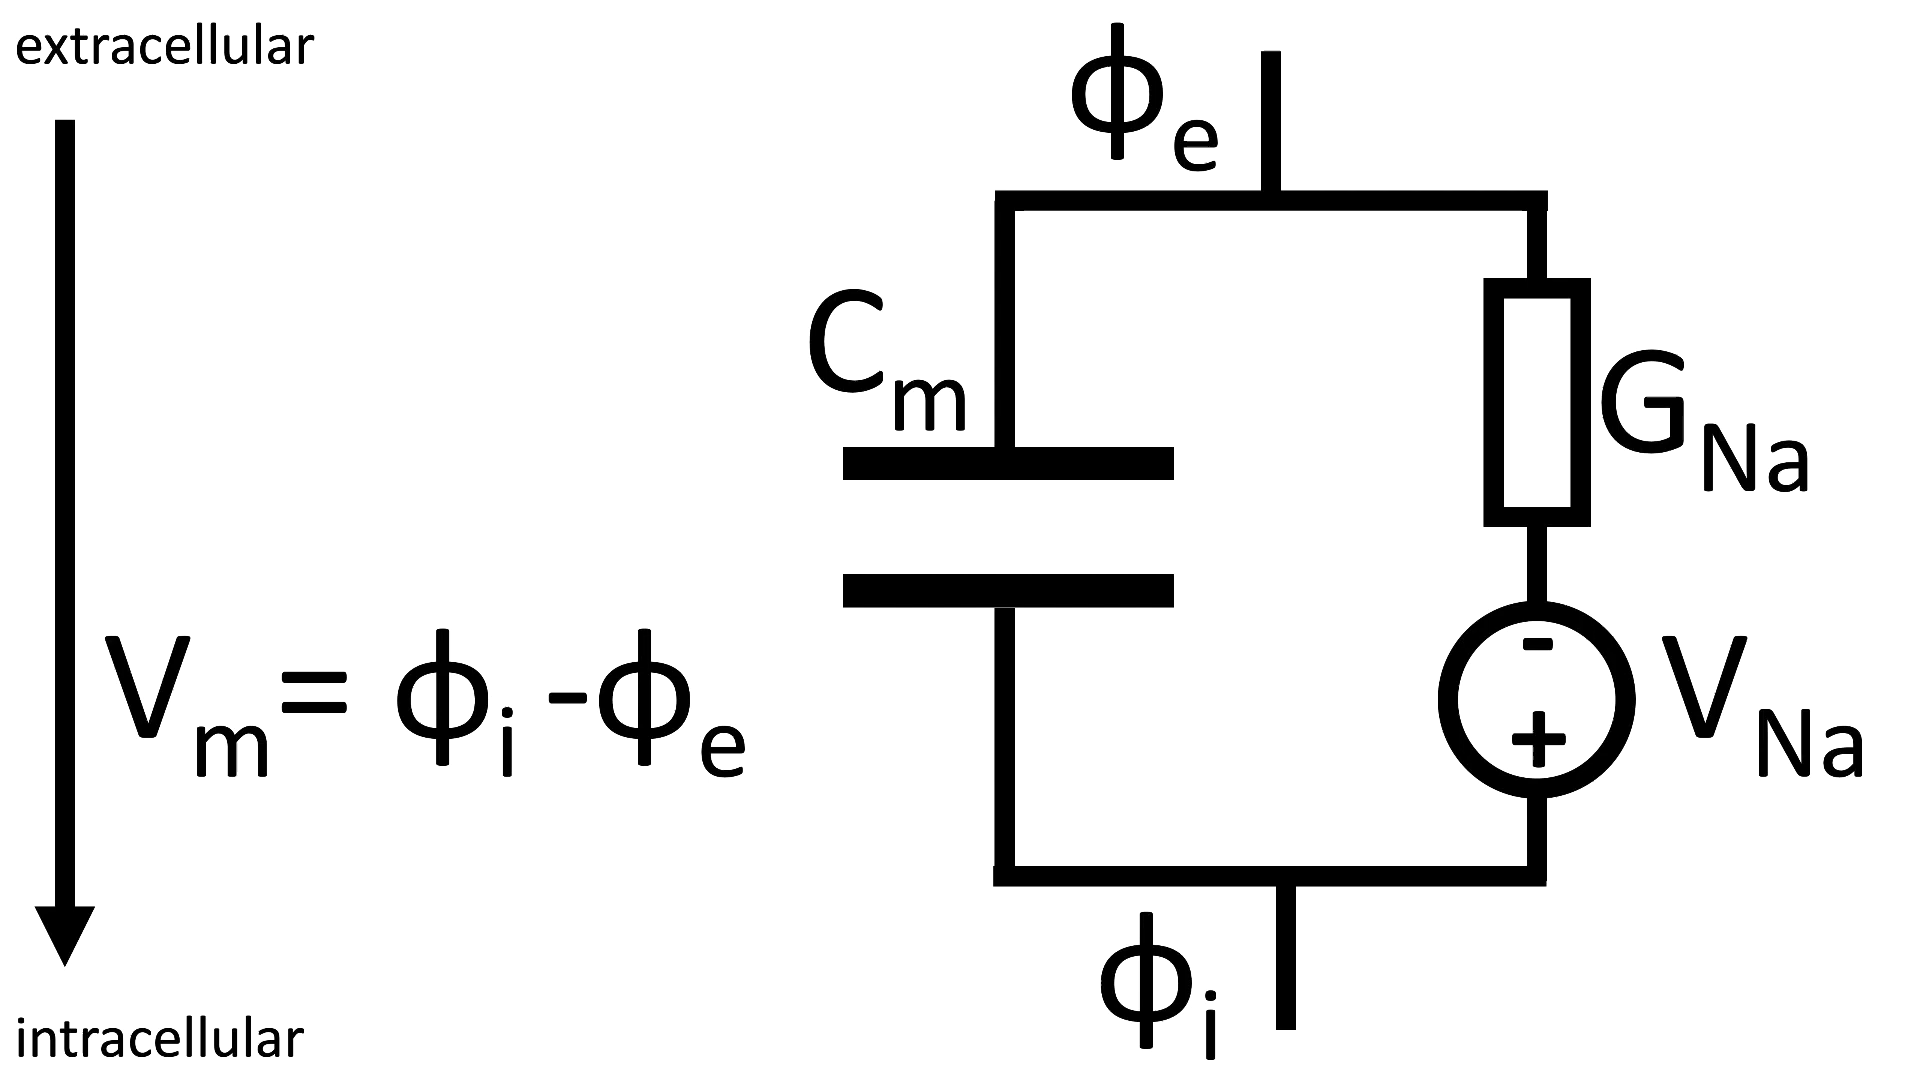 extracellular
ϕe
Cm
GNa
Vm= ϕi -ϕe
-
+
VNa
ϕi
intracellular